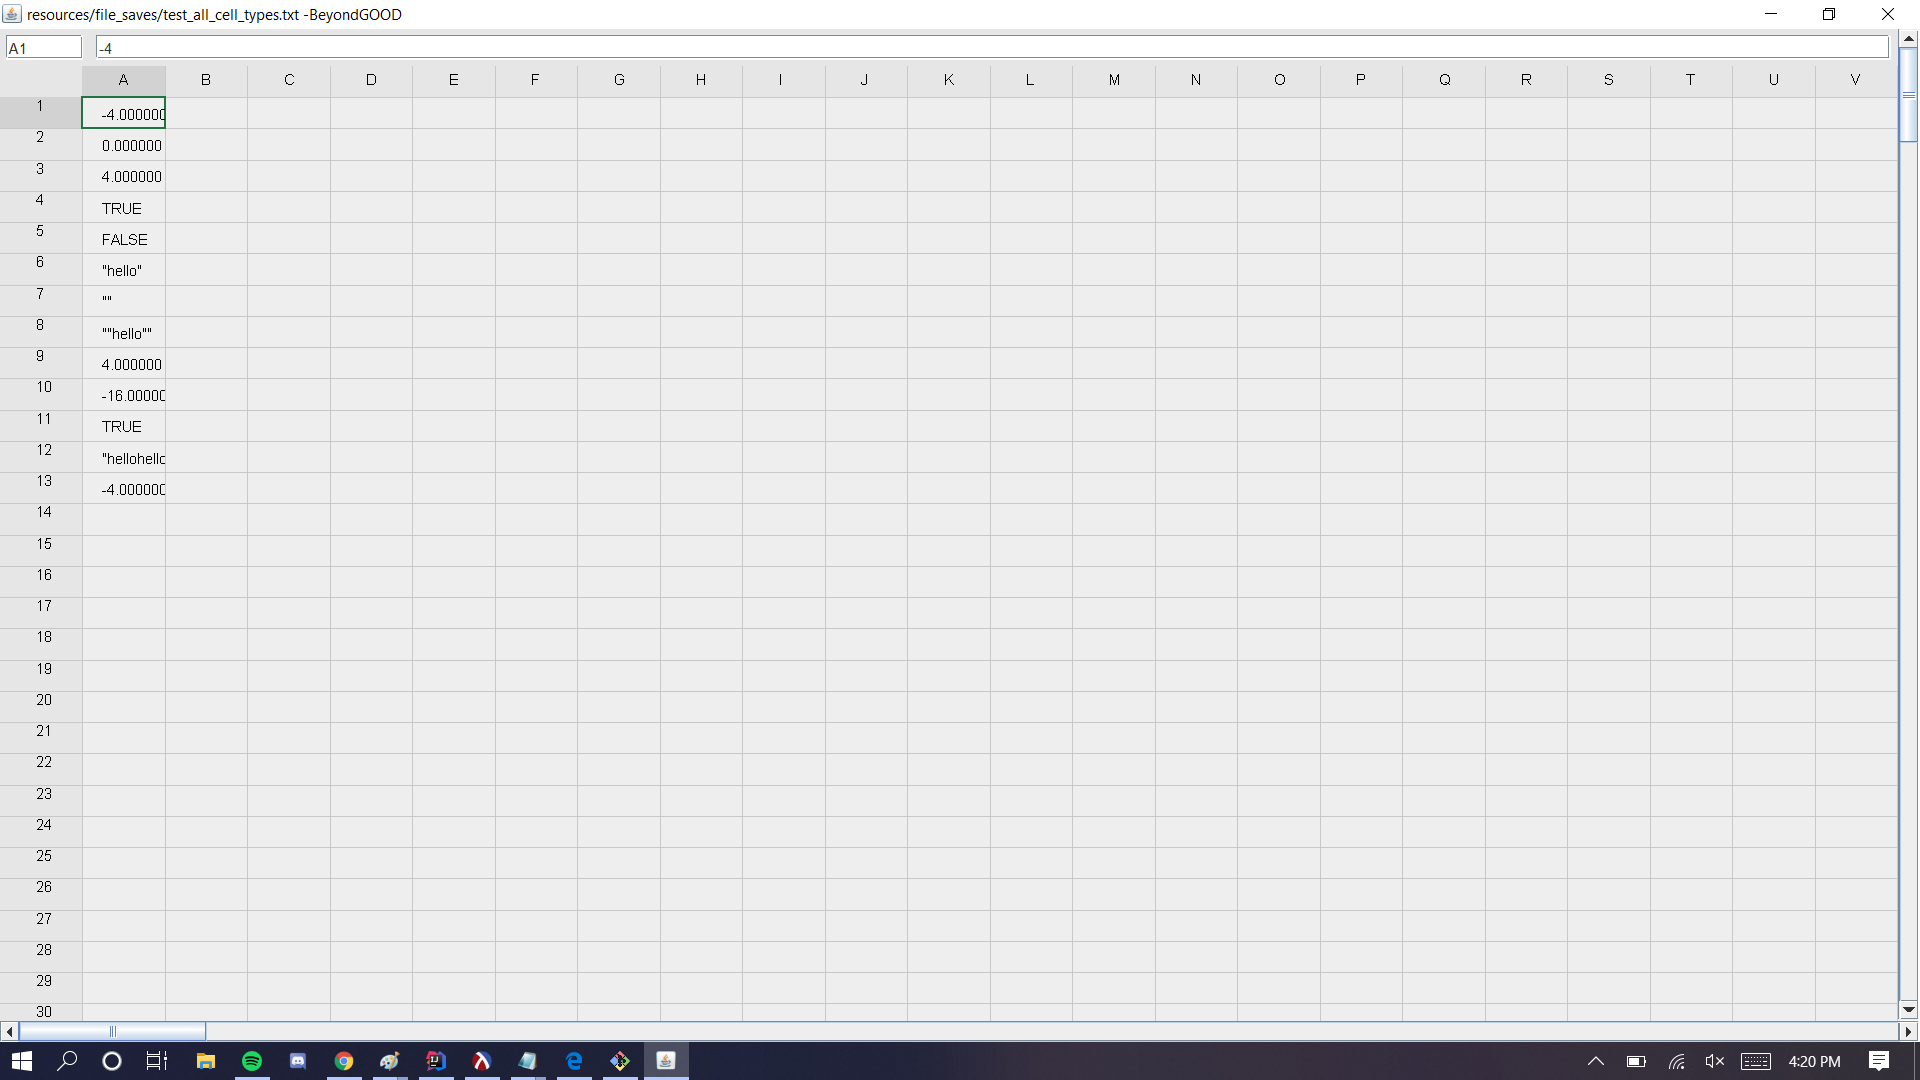 resources/file_saves/test_all_cell_types.txt -BeyondGOOD
A1 -4
A B C D E F G H I J K L M N O P Q R S T U V
1 -4.000000
2 0.000000
3 4.000000
4 TRUE
5 FALSE
6 "hello"
7 ""
8 ""hello""
9 4.000000
10 -16.00000
11 TRUE
12 "hellohello
13 -4.000000
14
15
16
17
18
19
20
21
22
23
24
25
26
27
28
29
30
4:20 PM